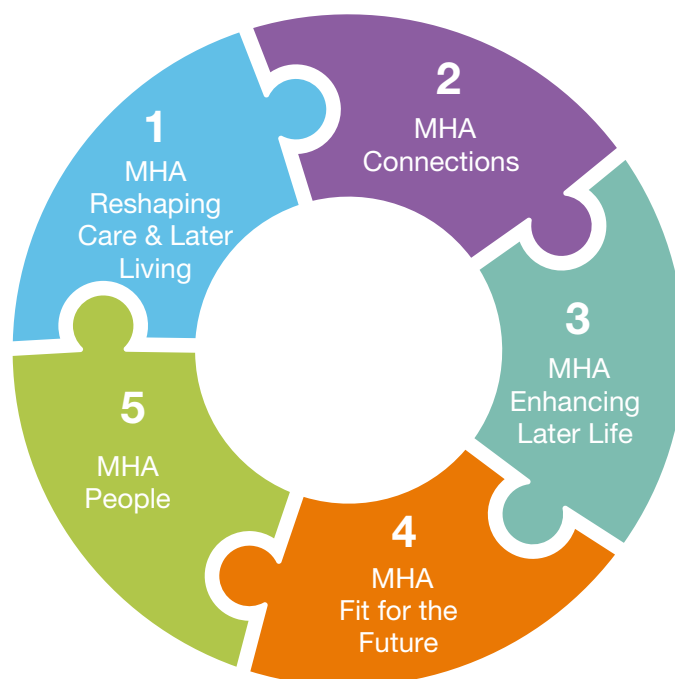 1
MHA
Reshaping
Care & Later
Living
2
MHA
Connections
3
MHA
Enhancing
Later Life
4
MHA
Fit for the
Future
5
MHA
People